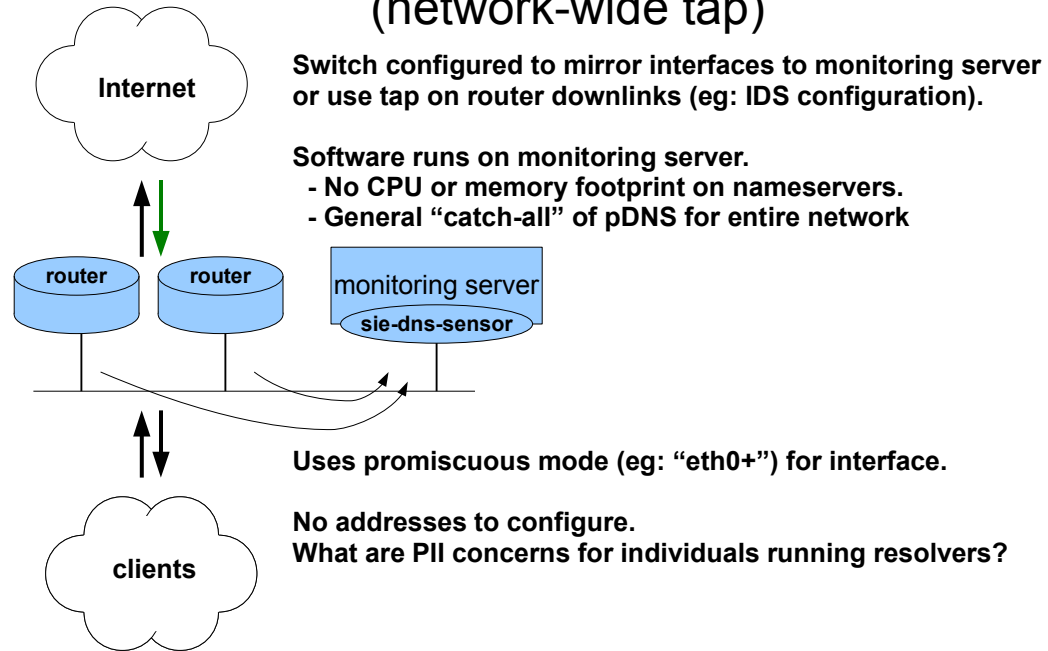 (network-wide tap)
Internet
Switch configured to mirror interfaces to monitoring server
or use tap on router downlinks (eg: IDS configuration).
Software runs on monitoring server.
- No CPU or memory footprint on nameservers.
- General “catch-all” of pDNS for entire network
router
router
monitoring server
sie-dns-sensor
Uses promiscuous mode (eg: “eth0+”) for interface.
No addresses to configure.
What are PII concerns for individuals running resolvers?
clients